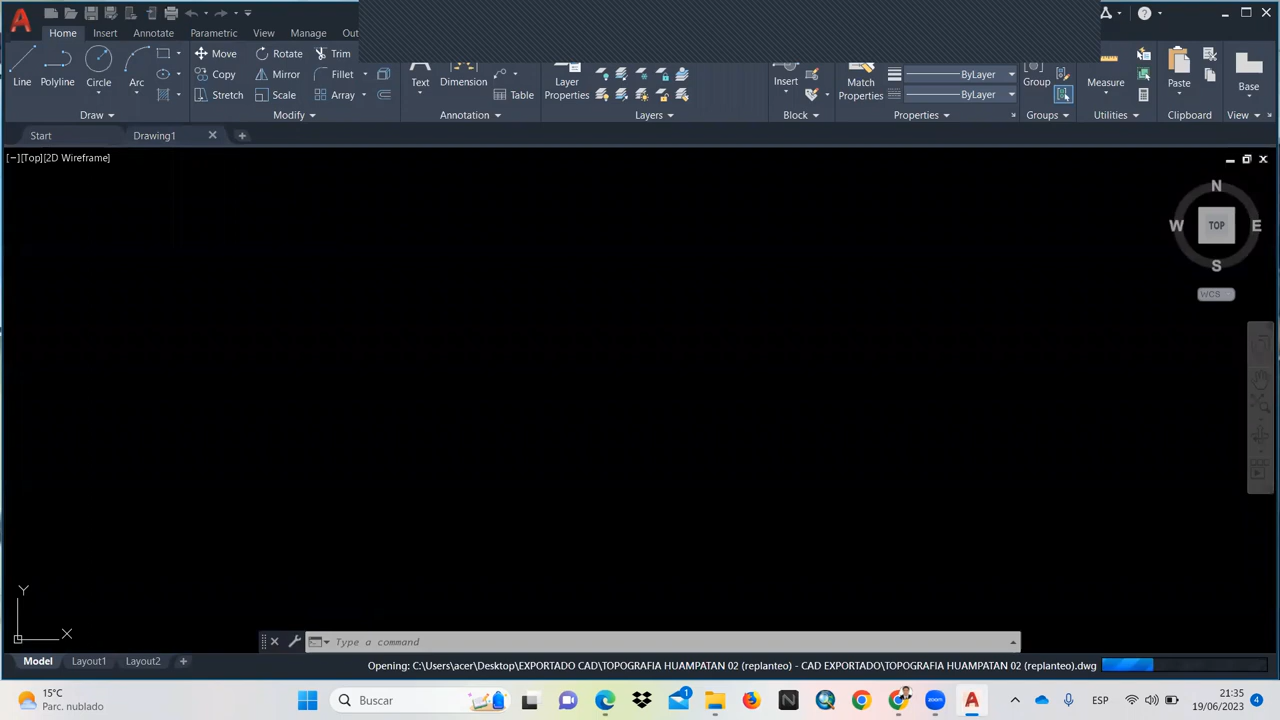 Home Insert Annotate Parametric View Manage
Line Polyline Circle Arc
Move Rotate Trim
Copy Mirror Fillet
Stretch Scale Array
Text Dimension
Table
Layer Properties
Insert
Match Properties
ByLayer
ByLayer
Group
Measure
Paste
Base
Draw Modify Annotation Layers Block Properties Groups Utilities Clipboard View
Start Drawing1
[−][Top][2D Wireframe]
N
W TOP E
S
WCS
Y
X
Type a command
Model Layout1 Layout2
Opening: C:\Users\acer\Desktop\EXPORTADO CAD\TOPOGRAFIA HUAMPATAN 02 (replanteo) - CAD EXPORTADO\TOPOGRAFIA HUAMPATAN 02 (replanteo).dwg
15°C
Parc. nublado
Buscar
1
zoom
ESP
21:35
19/06/2023
4